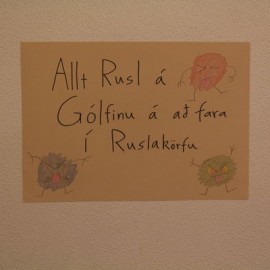 Allt Rusl á
Gólfinu á að fara
í Ruslakörfu